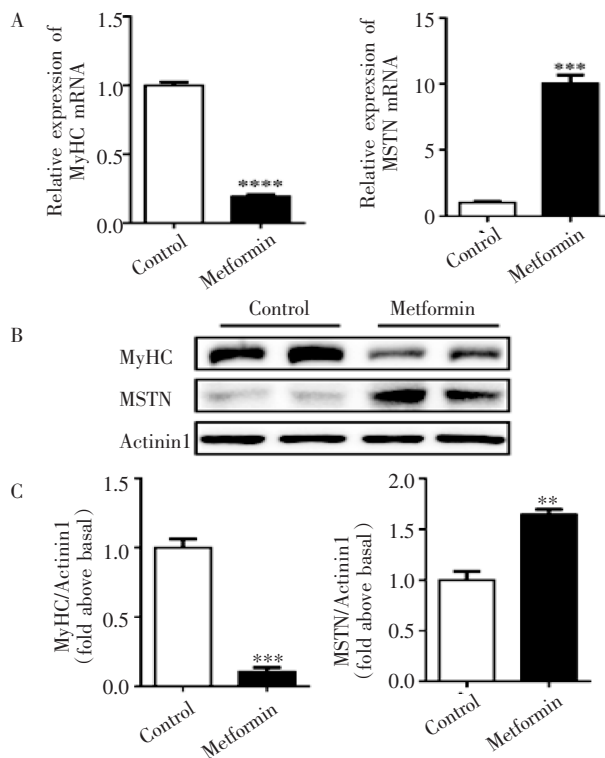 A
Relative exprexsion of
MyHC mRNA
1.5
1.0
0.5
0.0
****
Control
Metformin
Relative exprexsion of
MSTN mRNA
15
10
5
0
***
Control
Metformin
B
Control
Metformin
MyHC
MSTN
Actinin1
C
MyHC/Actinin1
(fold above basal)
1.5
1.0
0.5
0.0
***
Control
Metformin
MSTN/Actinin1
(fold above basal)
2.0
1.5
1.0
0.5
0.0
**
Control
Metformin